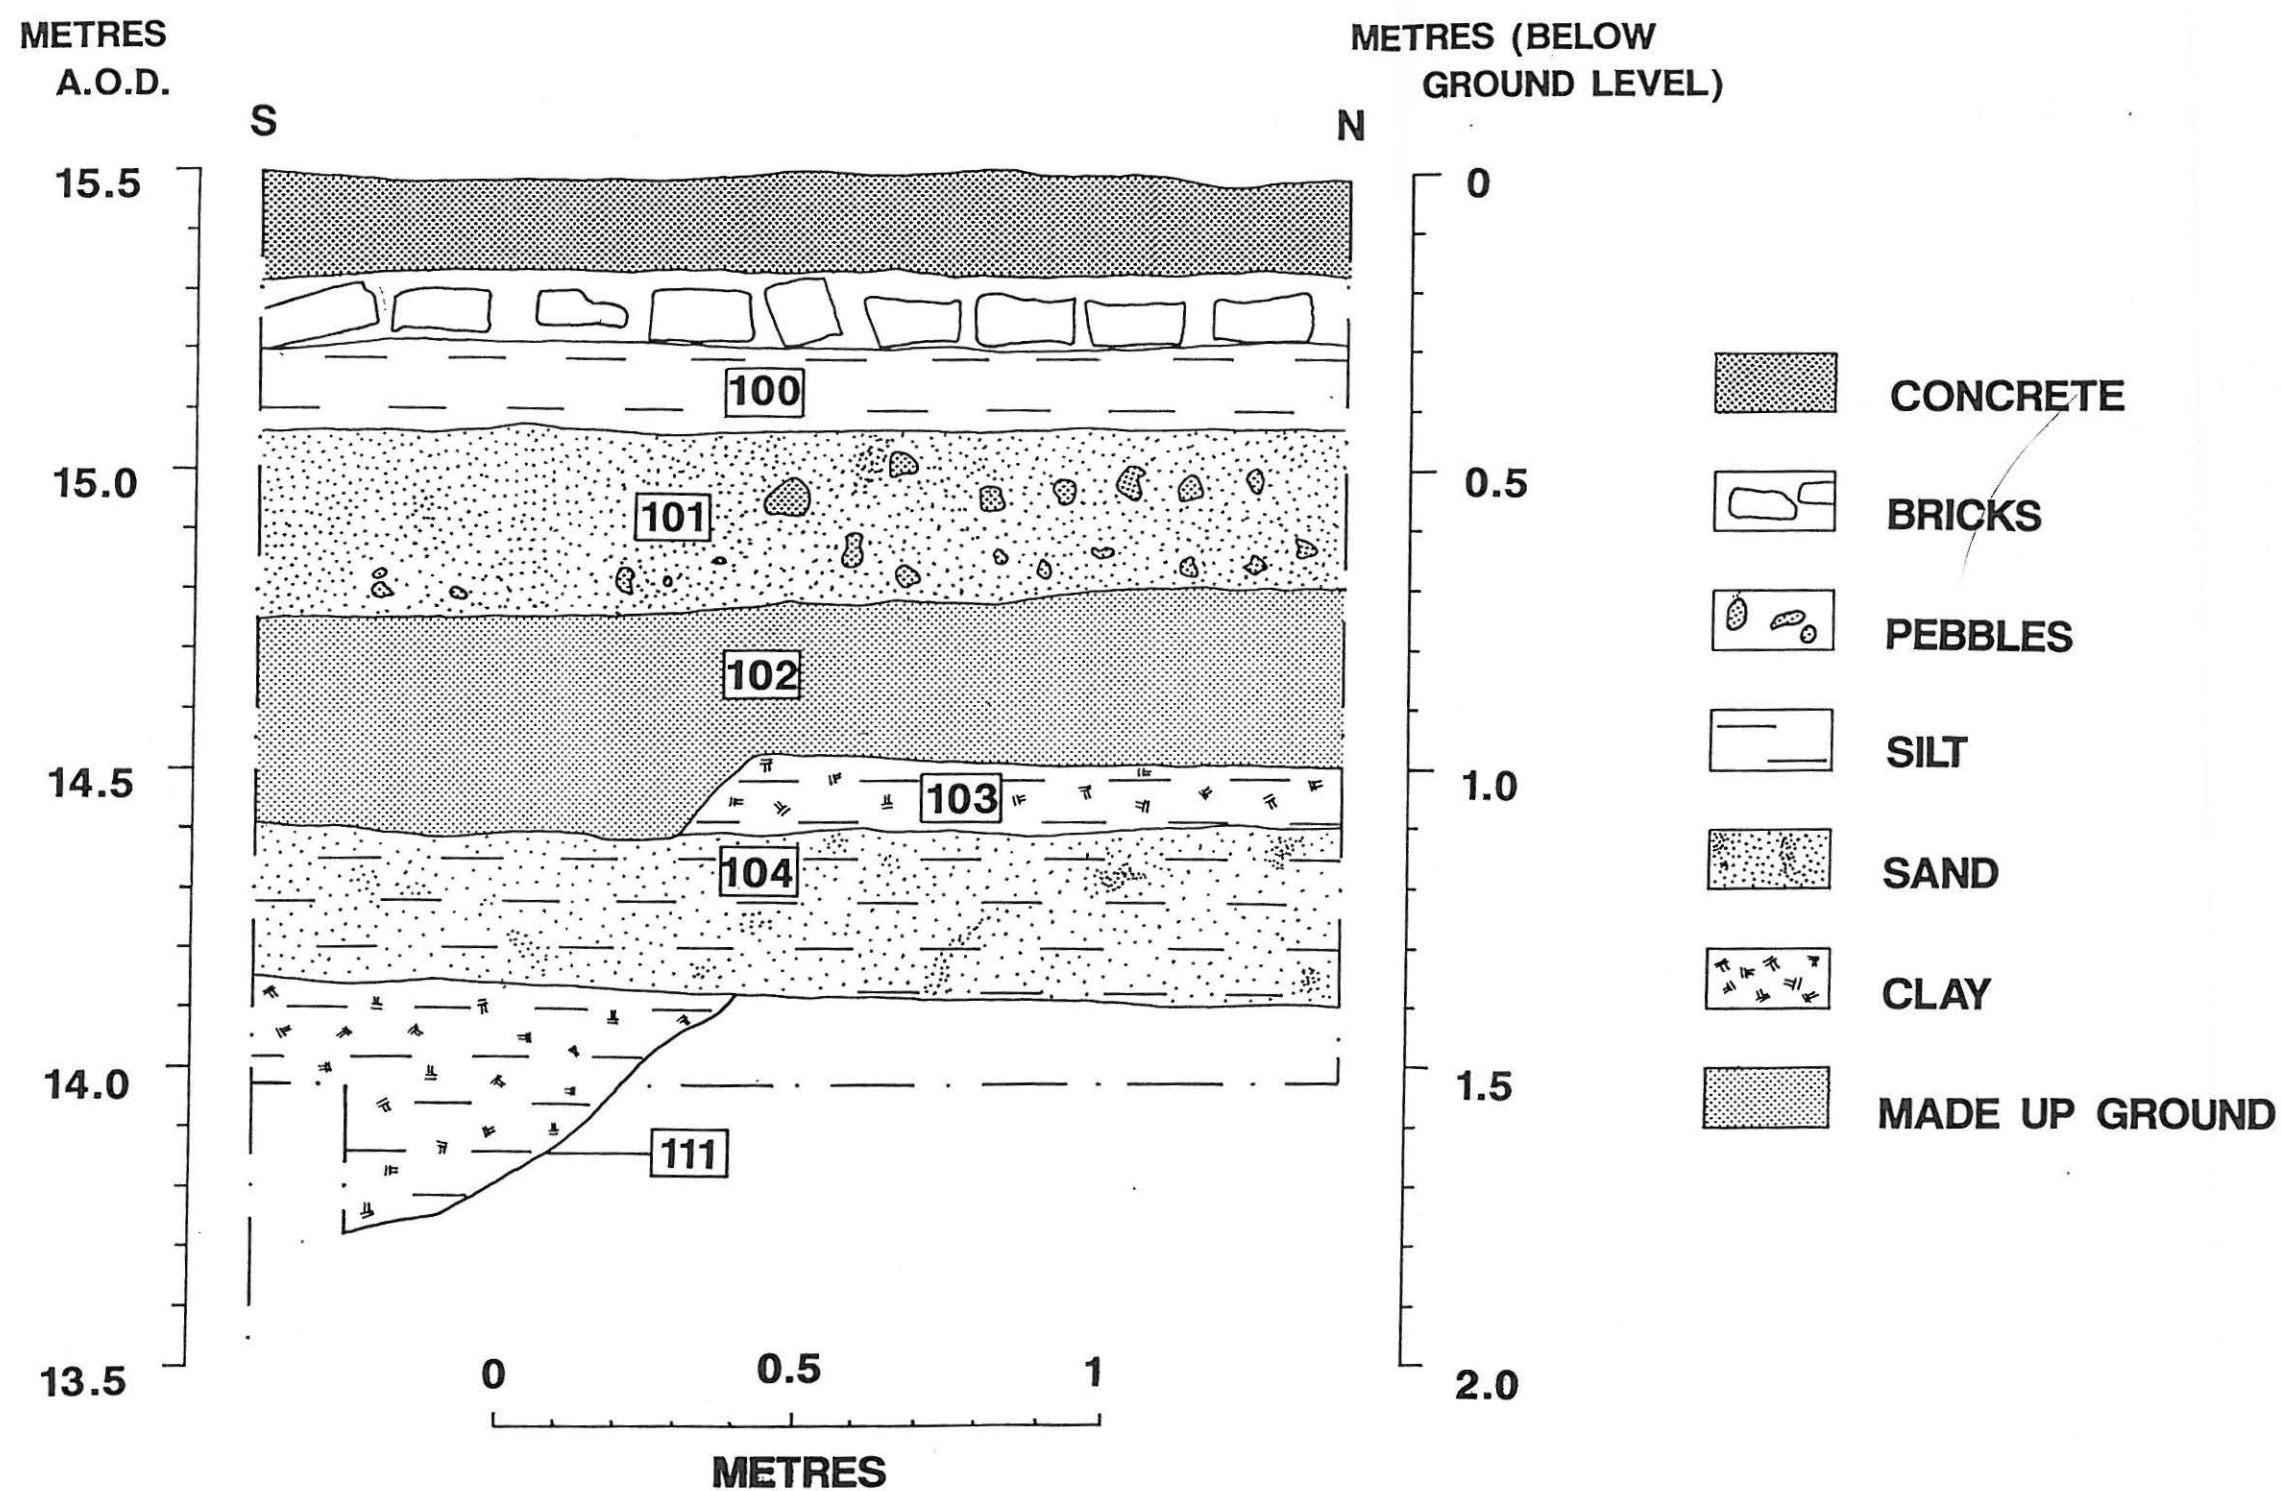 METRES
A.O.D.
METRES (BELOW
GROUND LEVEL)
S
N
15.5
15.0
14.5
14.0
13.5
100
101
102
103
104
111
0
0.5
1.0
1.5
2.0
CONCRETE
BRICKS
PEBBLES
SILT
SAND
CLAY
MADE UP GROUND
0
0.5
1
METRES